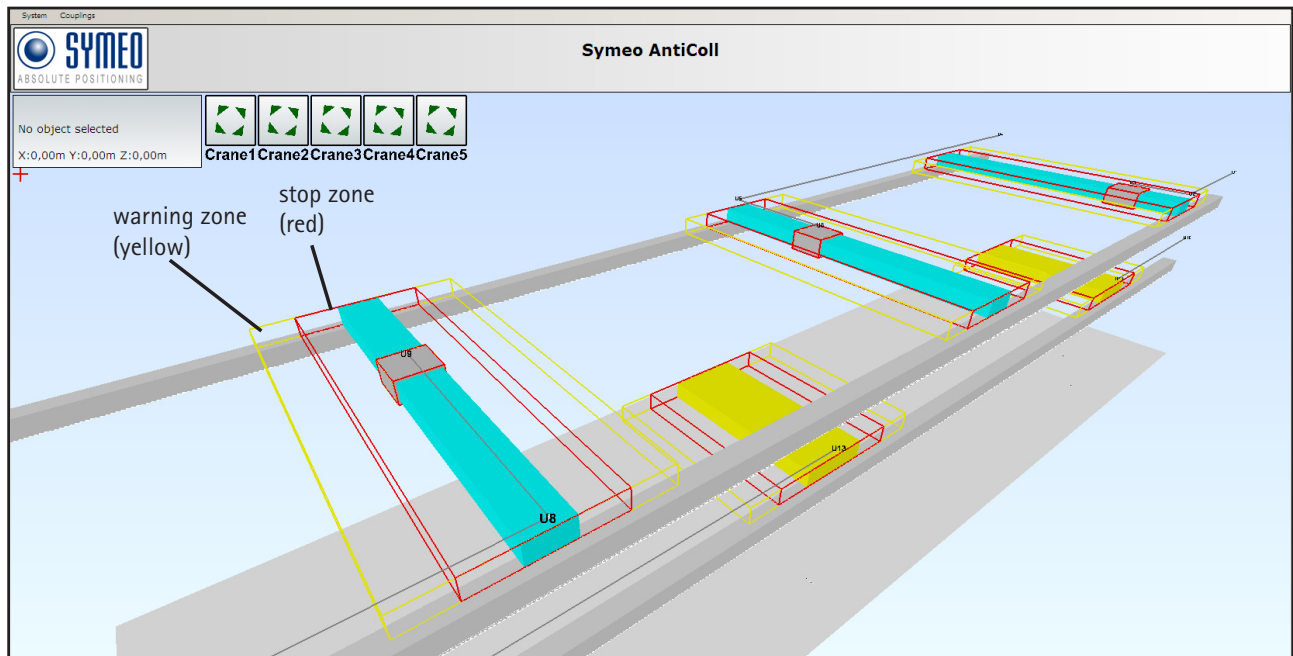 System Couplings
SYMEO
ABSOLUTE POSITIONING
Symeo AntiColl
No object selected
X:0,00m Y:0,00m Z:0,00m
Crane1 Crane2 Crane3 Crane4 Crane5
warning zone
(yellow)
stop zone
(red)
U9
U8
U13